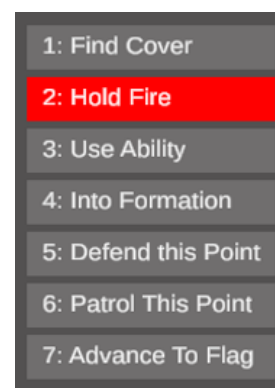 1: Find Cover
2: Hold Fire
3: Use Ability
4: Into Formation
5: Defend this Point
6: Patrol This Point
7: Advance To Flag